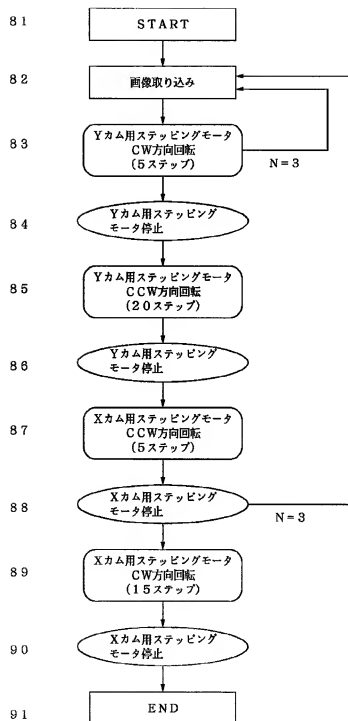 81
START
82
画像取り込み
83
Yカム用ステッピングモータ
CW方向回転
(5ステップ)
N=3
84
Yカム用ステッピング
モータ停止
85
Yカム用ステッピングモータ
CCW方向回転
(20ステップ)
86
Yカム用ステッピング
モータ停止
87
Xカム用ステッピングモータ
CCW方向回転
(5ステップ)
88
Xカム用ステッピング
モータ停止
N=3
89
Xカム用ステッピングモータ
CW方向回転
(15ステップ)
90
Xカム用ステッピング
モータ停止
91
END